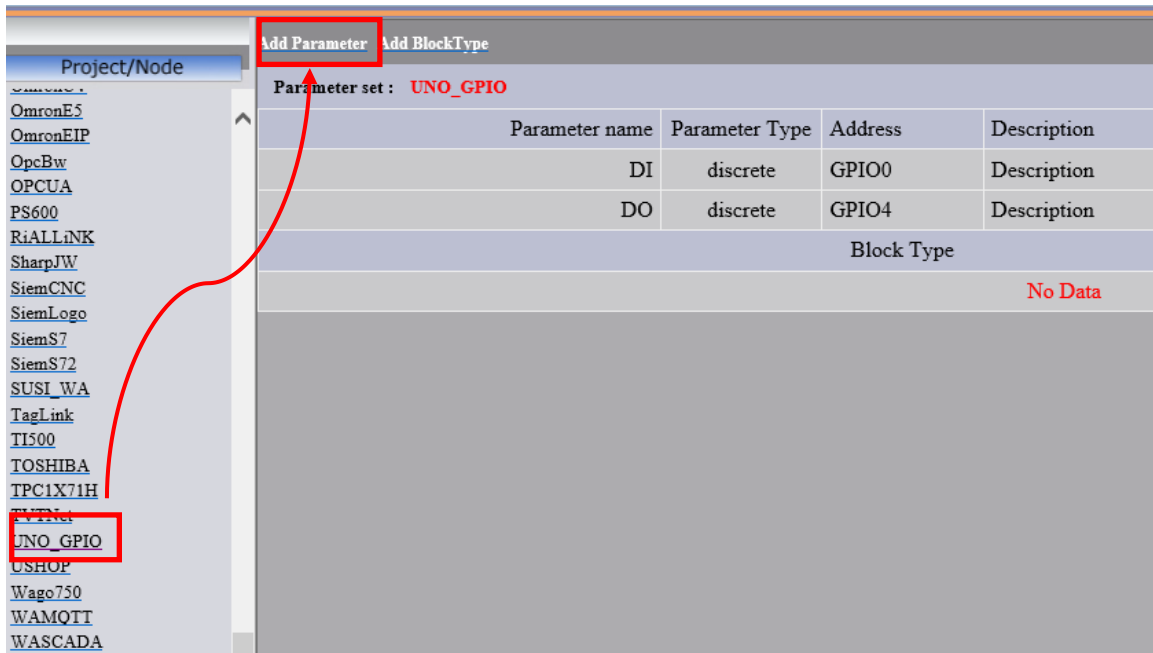 Add Parameter Add BlockType
Project/Node
OmronE5
OmronEIP
OpcBw
OPCUA
PS600
RiALLiNK
SharpJW
SiemCNC
SiemLogo
SiemS7
SiemS72
SUSI_WA
TagLink
TI500
TOSHIBA
TPC1X71H
TVTNet
UNO_GPIO
USHOP
Wago750
WAMQTT
WASCADA
Parameter set : UNO_GPIO
Parameter name Parameter Type Address Description
DI discrete GPIO0 Description
DO discrete GPIO4 Description
Block Type
No Data